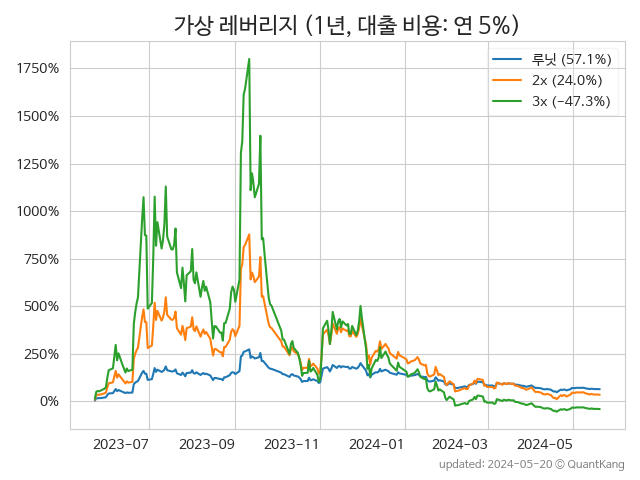 가상 레버리지 (1년, 대출 비용: 연 5%)
루닛 (57.1%)
2x (24.0%)
3x (−47.3%)
1750%
1500%
1250%
1000%
750%
500%
250%
0%
2023-07 2023-09 2023-11 2024-01 2024-03 2024-05
updated: 2024-05-20 © QuantKang